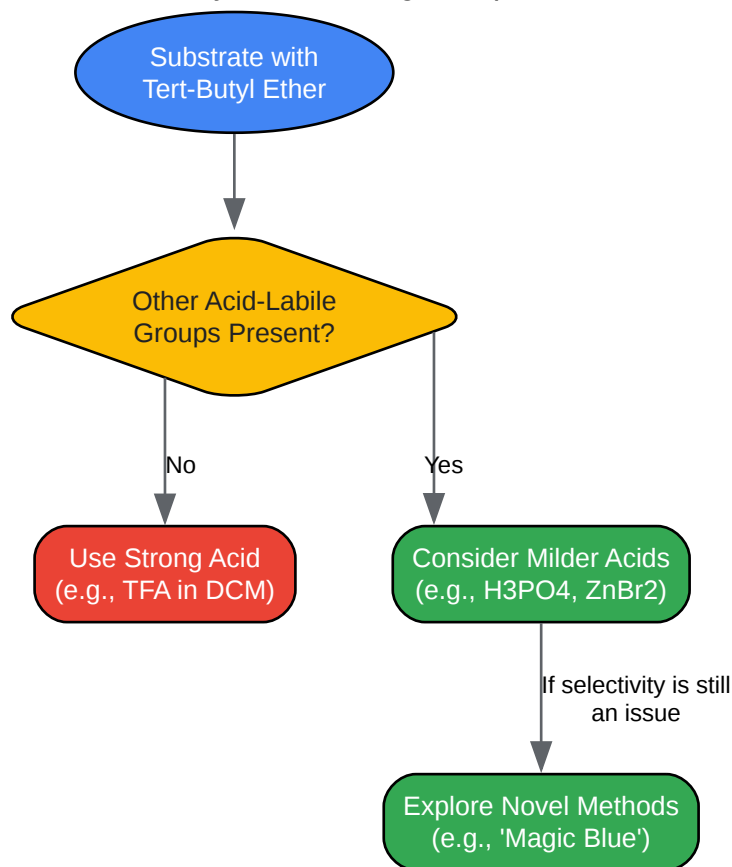 Substrate with
Tert-Butyl Ether
Other Acid-Labile
Groups Present?
No
Yes
Use Strong Acid
(e.g., TFA in DCM)
Consider Milder Acids
(e.g., H3PO4, ZnBr2)
If selectivity is still
an issue
Explore Novel Methods
(e.g., 'Magic Blue')